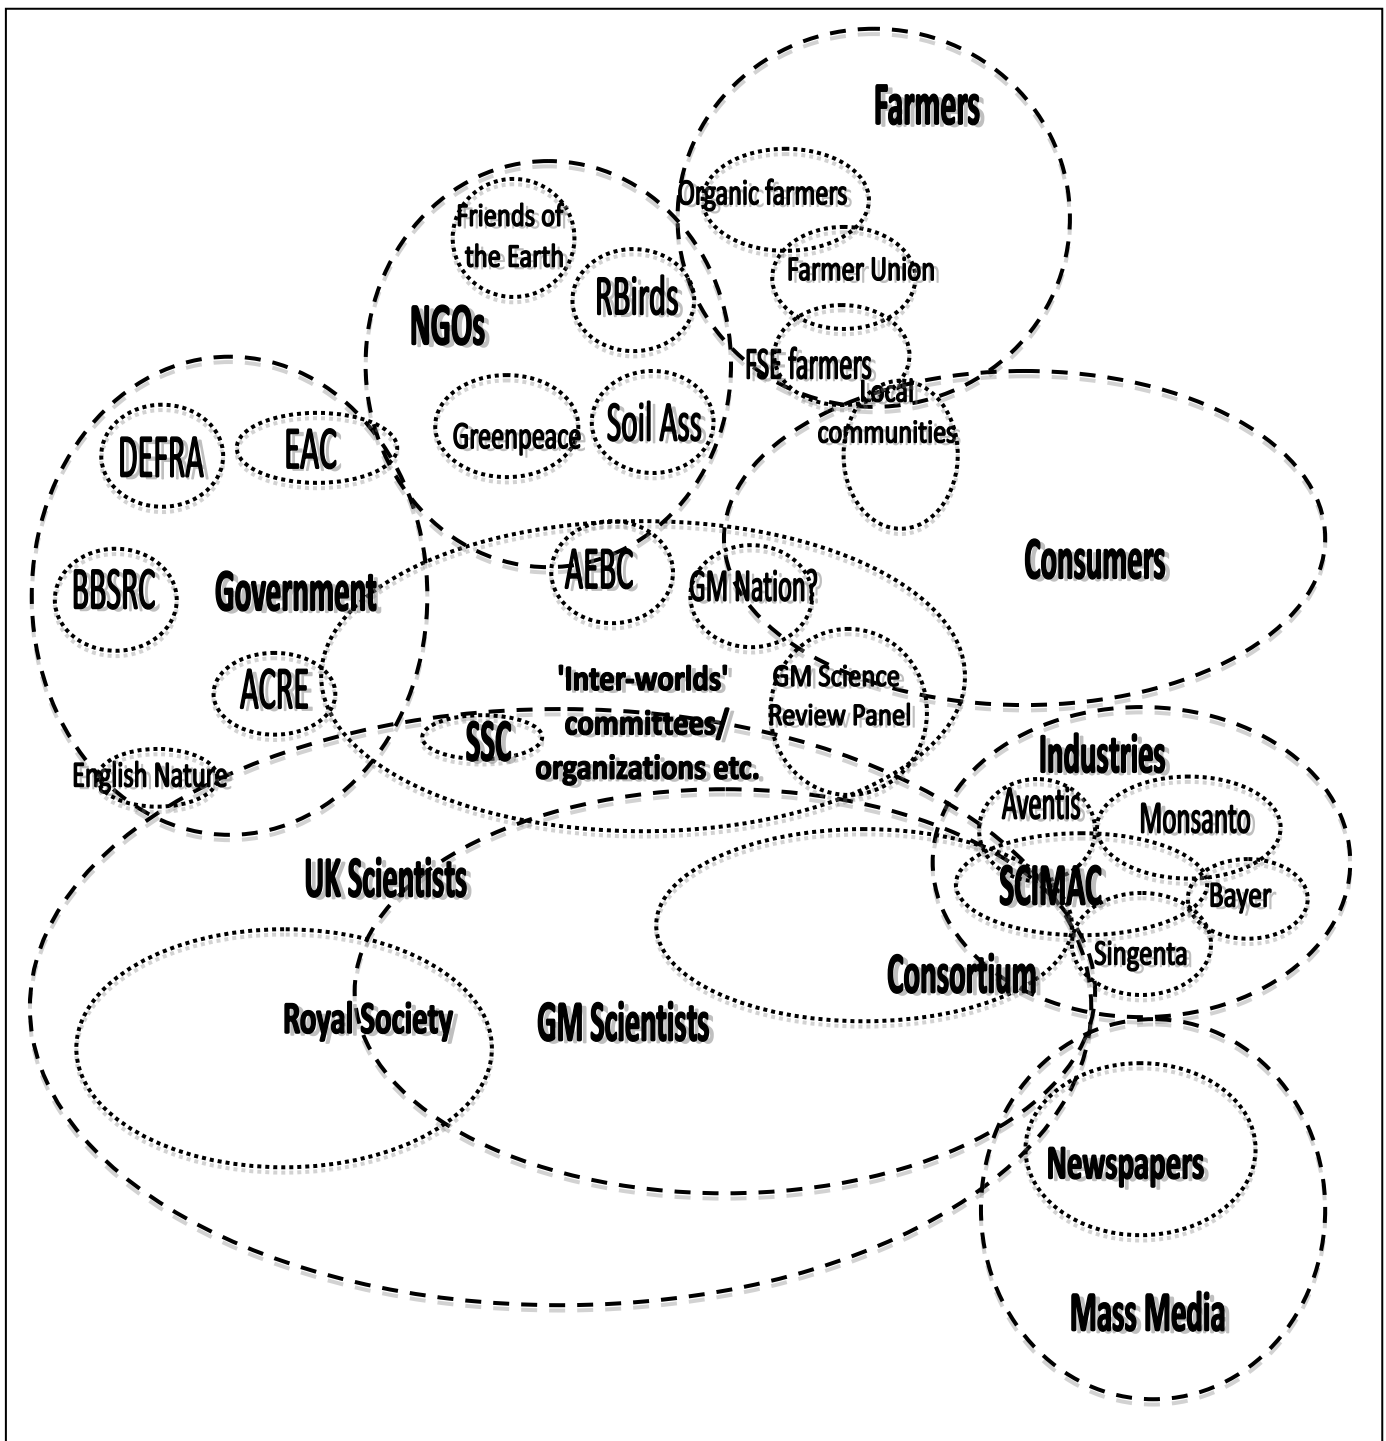 Farmers
Organic farmers
Farmer Union
FSE farmers
Friends of
the Earth
RBirds
NGOs
Greenpeace
Soil Ass
Local
communities
DEFRA
EAC
BBSRC
Government
ACRE
English Nature
AEBC
GM Nation?
Consumers
'Inter-worlds'
committees/
organizations etc.
SSC
GM Science
Review Panel
Industries
Aventis
Monsanto
SCIMAC
Bayer
Singenta
UK Scientists
Consortium
Royal Society
GM Scientists
Newspapers
Mass Media